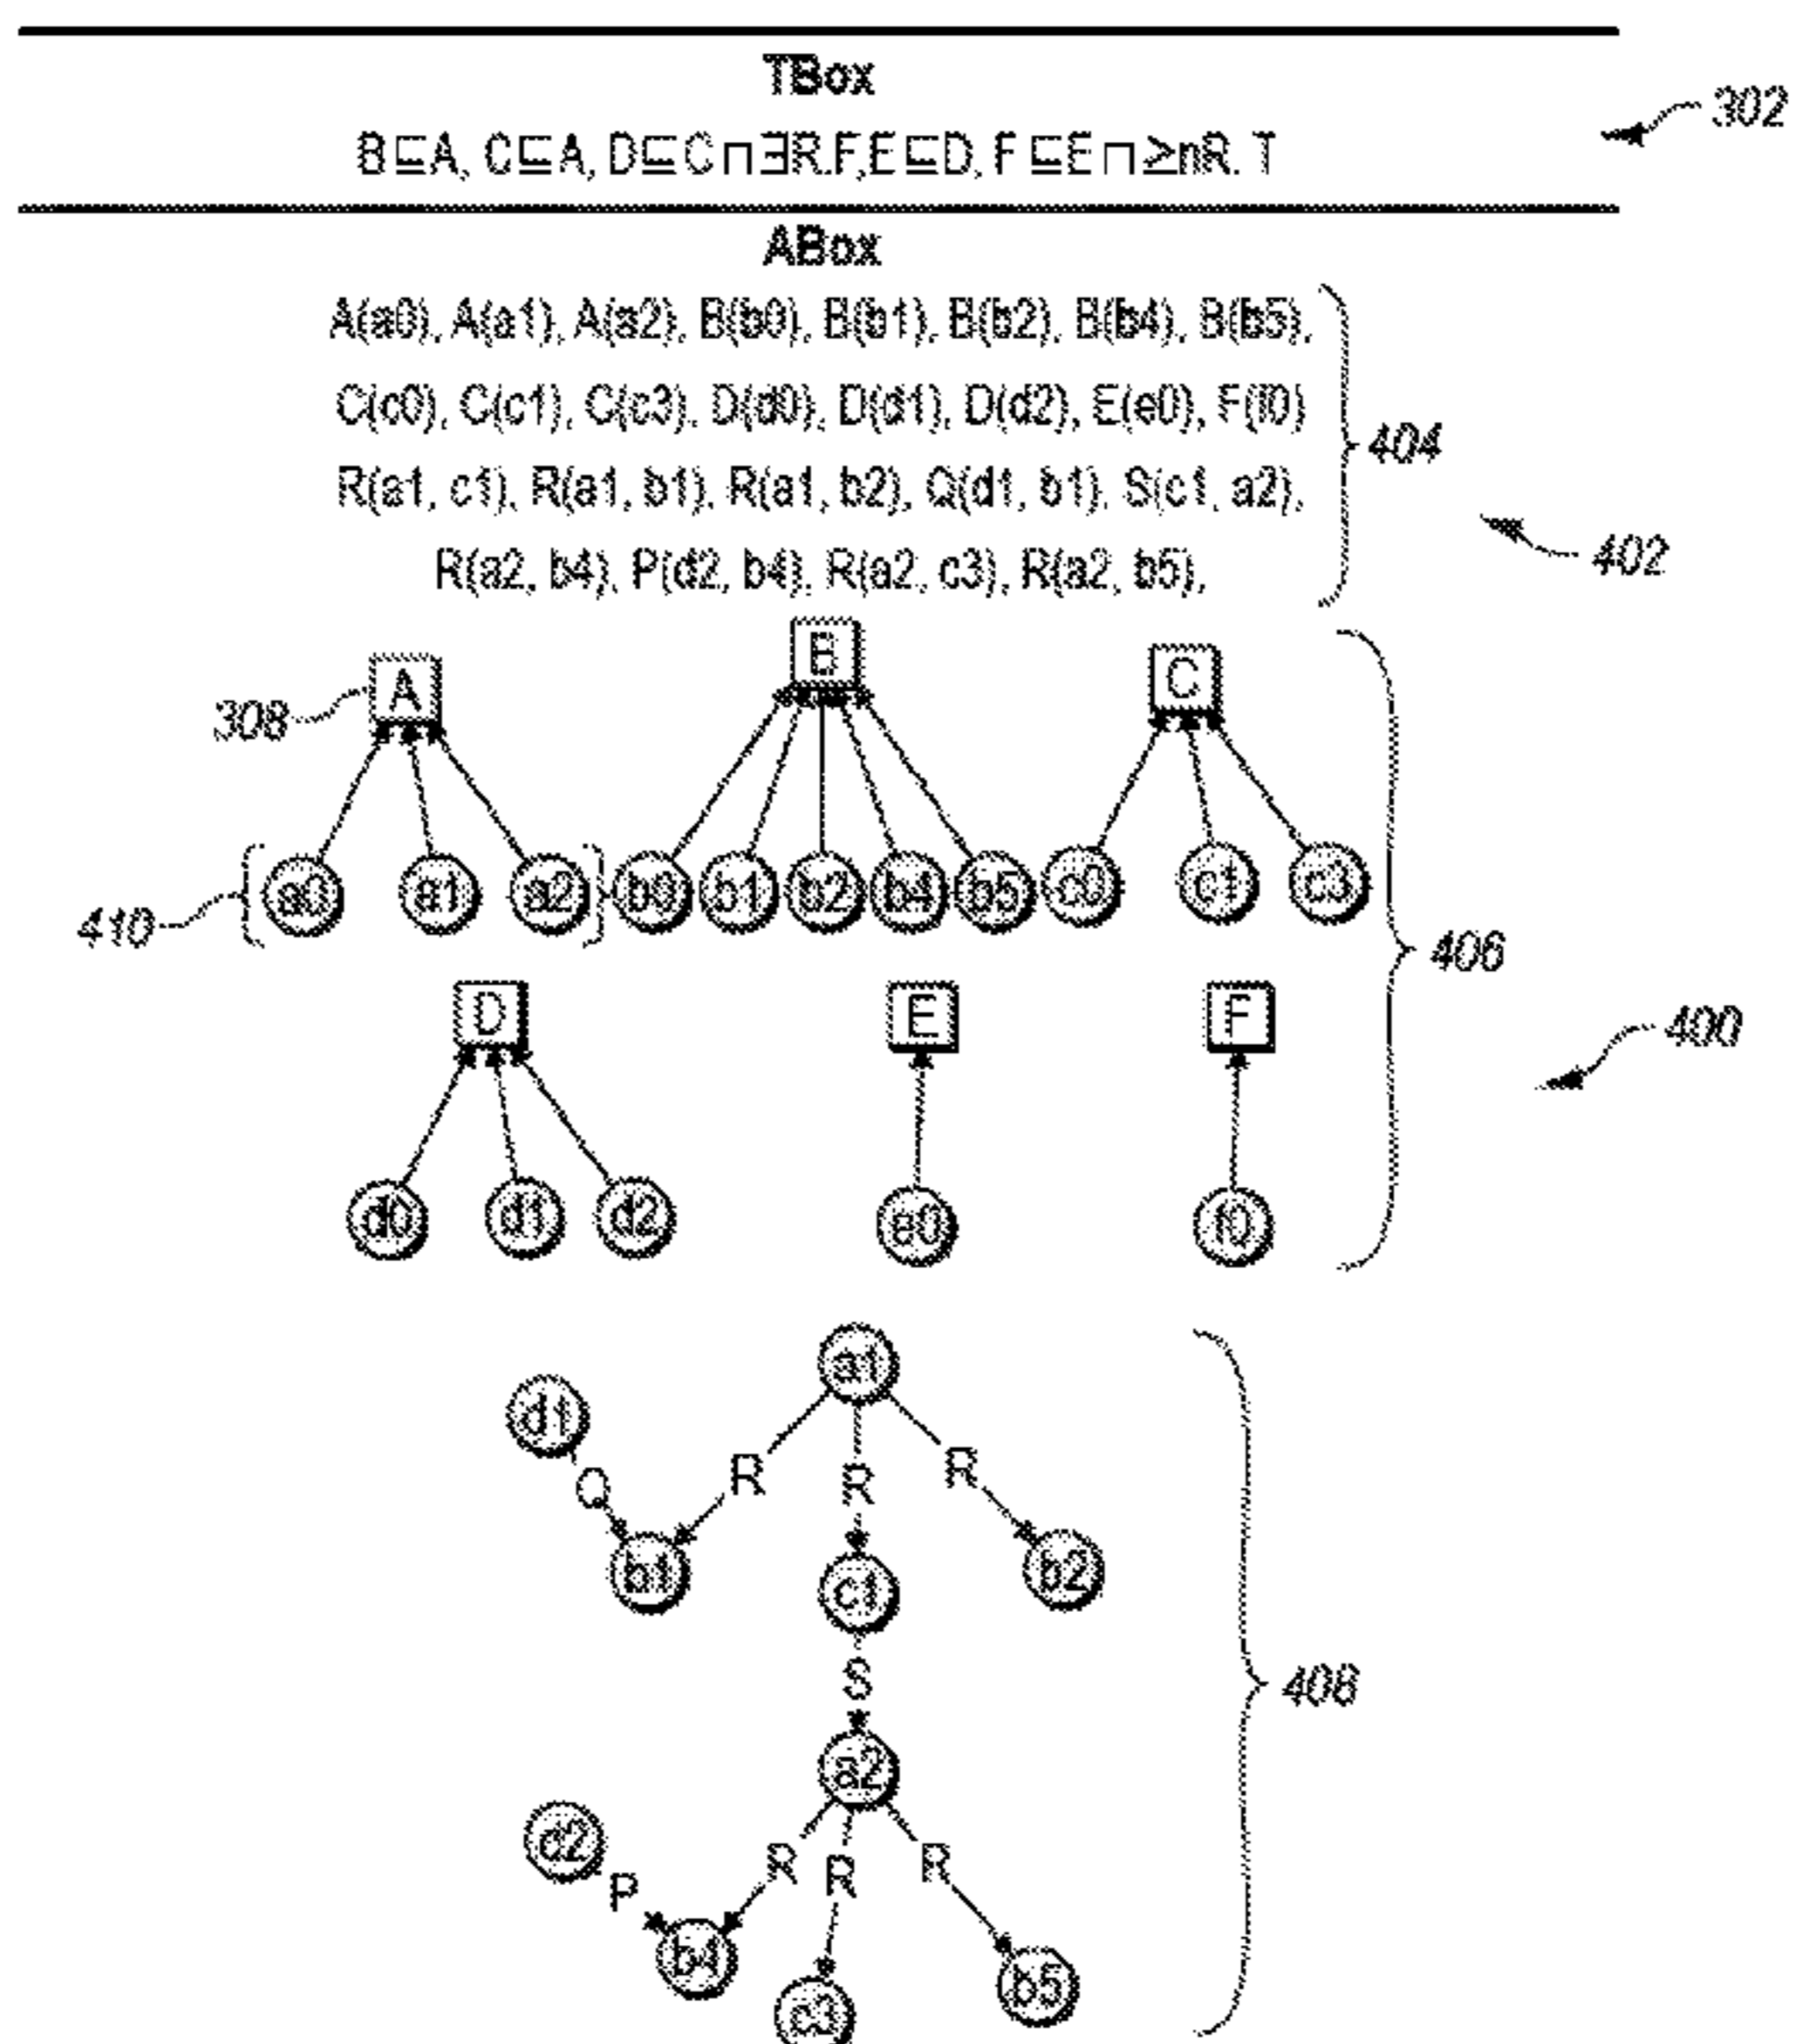 TBox
302
B⊑A, C⊑A, D⊑C⊓∃R.F,E⊑D, F⊑E⊓≥nR. T
ABox
A(a0), A(a1), A(a2), B(b0), B(b1), B(b2), B(b4), B(b5),
C(c0), C(c1), C(c3), D(d0), D(d1), D(d2), E(e0), F(f0)
404
R(a1, c1), R(a1, b1), R(a1, b2), Q(d1, b1), S(c1, a2),
402
R(a2, b4), P(d2, b4), R(a2, c3), R(a2, b5),
A B C
308
a0 a1 a2 b0 b1 b2 b4 b5 c0 c1 c3
410
406
D E F
400
d0 d1 d2 e0 f0
a1
d1
Q R R R
b1 c1 b2
S
408
a2
d2
P R R R
b4 c3 b5